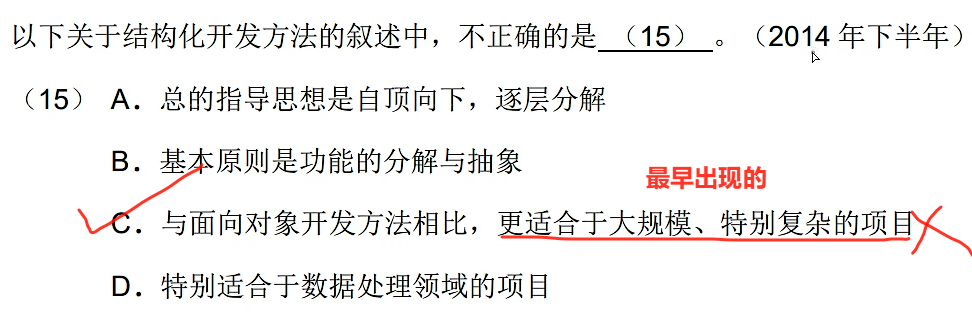 以下关于结构化开发方法的叙述中，不正确的是 （15） 。（2014 年下半年）
（15） A．总的指导思想是自顶向下，逐层分解
B．基本原则是功能的分解与抽象
最早出现的
C．与面向对象开发方法相比，更适合于大规模、特别复杂的项目
D．特别适合于数据处理领域的项目